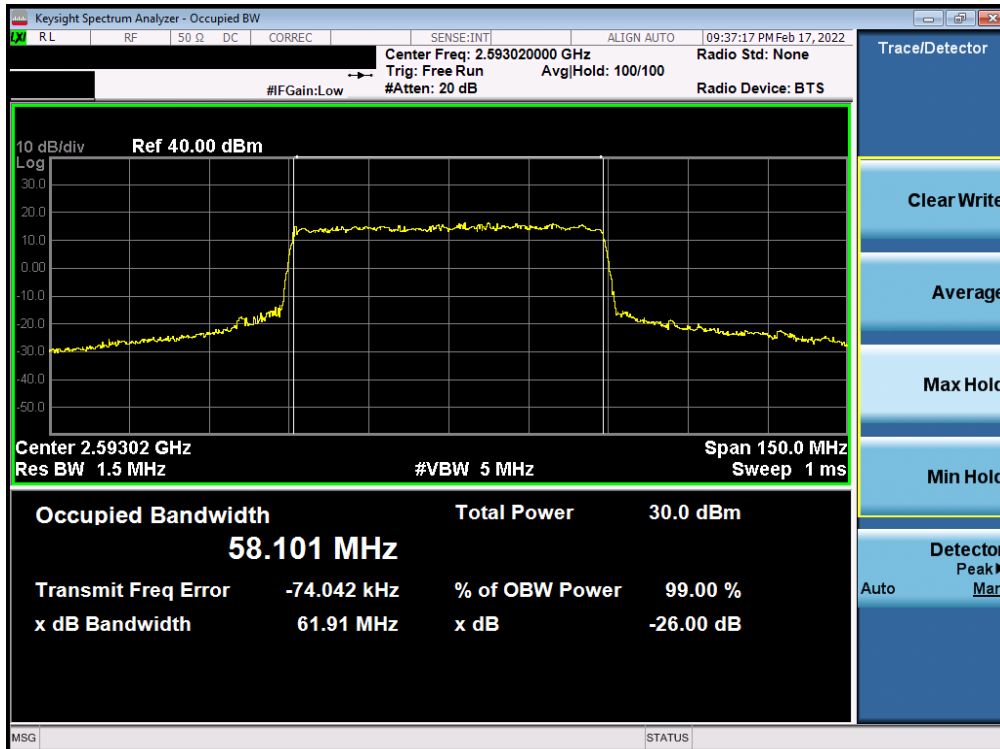 Keysight Spectrum Analyzer - Occupied BW
LXI RL RF 50 Ω DC CORREC SENSE:INT ALIGN AUTO 09:37:17 PM Feb 17, 2022
Center Freq: 2.593020000 GHz Radio Std: None
Trig: Free Run Avg|Hold: 100/100
#IFGain:Low #Atten: 20 dB Radio Device: BTS
Trace/Detector
10 dB/div Ref 40.00 dBm
Log
30.0
20.0
10.0
0.00
-10.0
-20.0
-30.0
-40.0
-50.0
Center 2.59302 GHz Span 150.0 MHz
Res BW 1.5 MHz #VBW 5 MHz Sweep 1 ms
Occupied Bandwidth Total Power 30.0 dBm
58.101 MHz
Transmit Freq Error -74.042 kHz % of OBW Power 99.00 %
x dB Bandwidth 61.91 MHz x dB -26.00 dB
Clear Write
Average
Max Hold
Min Hold
Detector
Peak
Auto Man
MSG STATUS